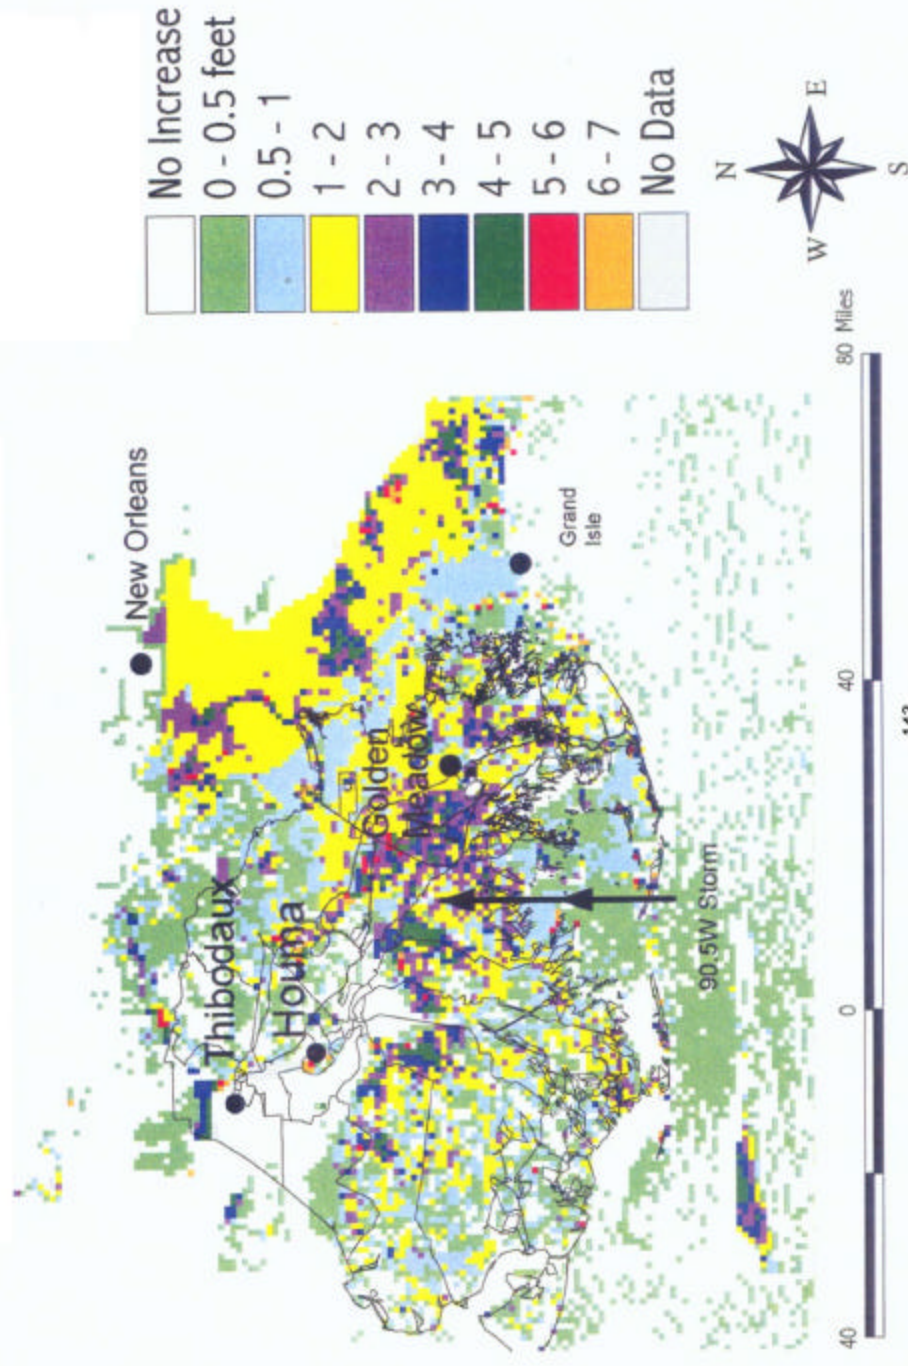 No Increase
0 - 0.5 feet
0.5 - 1
1 - 2
2 - 3
3 - 4
4 - 5
5 - 6
6 - 7
No Data
New Orleans
Thibodaux
Houma
Golden
Meadow
Grand
Isle
90.5W Storm
N
W
E
S
40
0
40
80 Miles